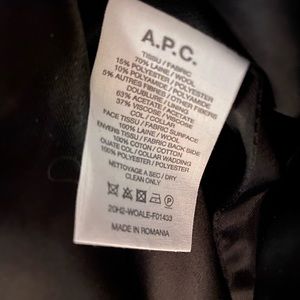 A.P.C.
TISSU / FABRIC
70% LAINE / WOOL
15% POLYESTER / POLYESTER
10% POLYAMIDE / POLYAMIDE
5% AUTRES FIBRES / OTHER FIBERS
DOUBLURE / LINING
63% ACETATE / ACETATE
37% VISCOSE / VISCOSE
COL / COLLAR
FACE TISSU / FABRIC SURFACE
100% LAINE / WOOL
ENVERS TISSU / FABRIC BACK SIDE
100% COTON / COTTON
OUATE COL / COLLAR WADDING
100% POLYESTER / POLYESTER
NETTOYAGE A SEC / DRY
CLEAN ONLY
20H2-WOALE-F01433
MADE IN ROMANIA